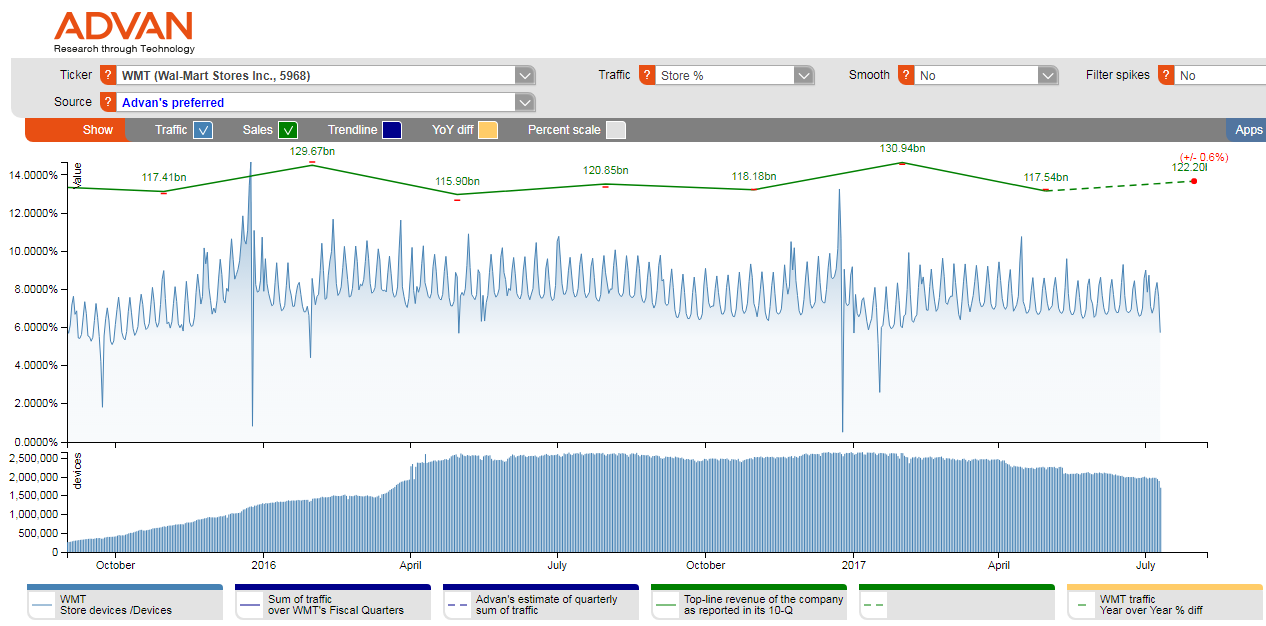 ADVAN
Research through Technology
Ticker ? WMT (Wal-Mart Stores Inc., 5968) Traffic ? Store % Smooth ? No Filter spikes ? No
Source ? Advan's preferred
Show Traffic Sales Trendline YoY diff Percent scale Apps
Value
14.0000%
12.0000%
10.0000%
8.0000%
6.0000%
4.0000%
2.0000%
0.0000%
117.41bn
129.67bn
115.90bn
120.85bn
118.18bn
130.94bn
117.54bn
(+/- 0.6%)
122.20
devices
2,500,000
2,000,000
1,500,000
1,000,000
500,000
0
October 2016 April July October 2017 April July
WMT
Store devices /Devices
Sum of traffic
over WMT's Fiscal Quarters
Advan's estimate of quarterly
sum of traffic
Top-line revenue of the company
as reported in its 10-Q
WMT traffic
Year over Year % diff